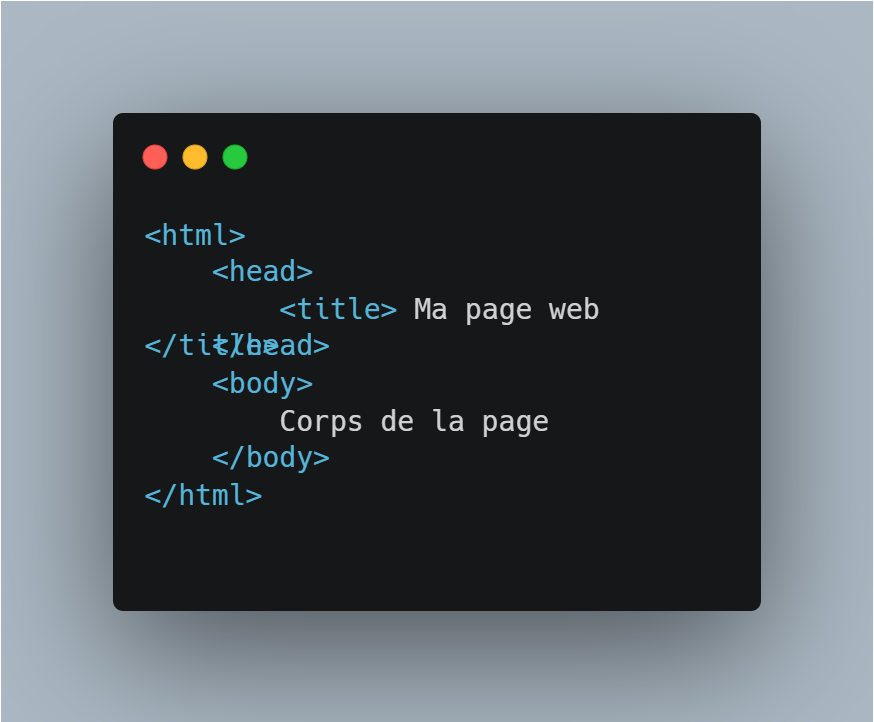 <html>
    <head>
        <title> Ma page web
</title>
    </head>
    <body>
        Corps de la page
    </body>
</html>